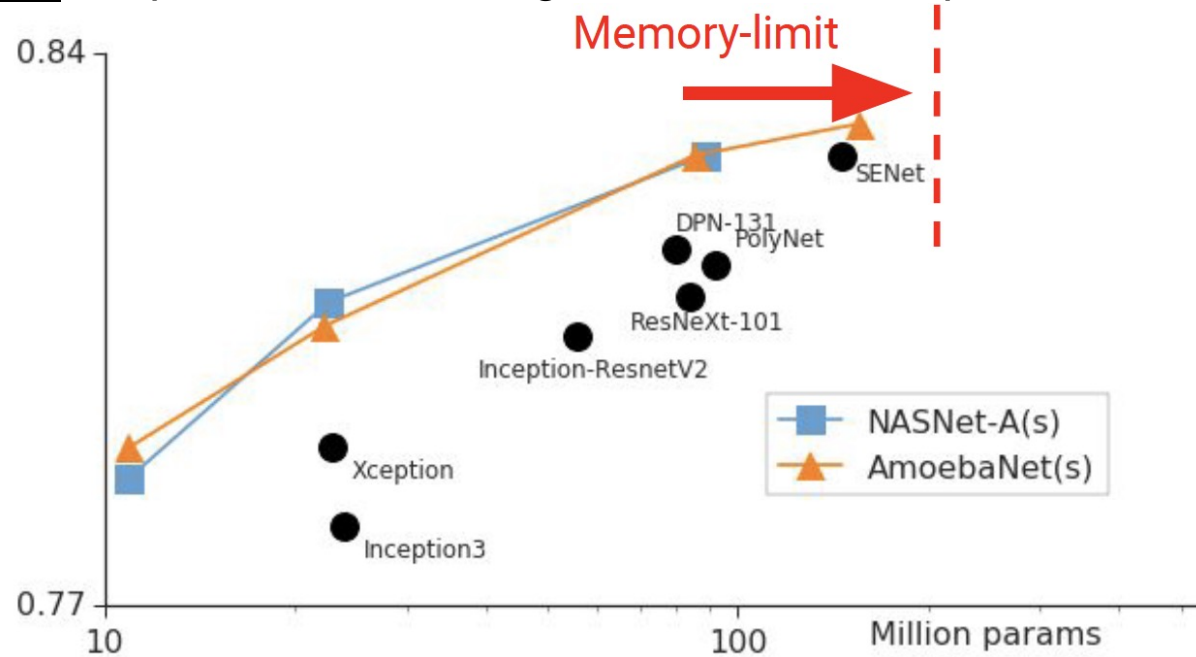 Memory-limit
0.84
SENet
DPN-131
PolyNet
ResNeXt-101
Inception-ResnetV2
NASNet-A(s)
AmoebaNet(s)
Xception
Inception3
0.77
10
100
Million params